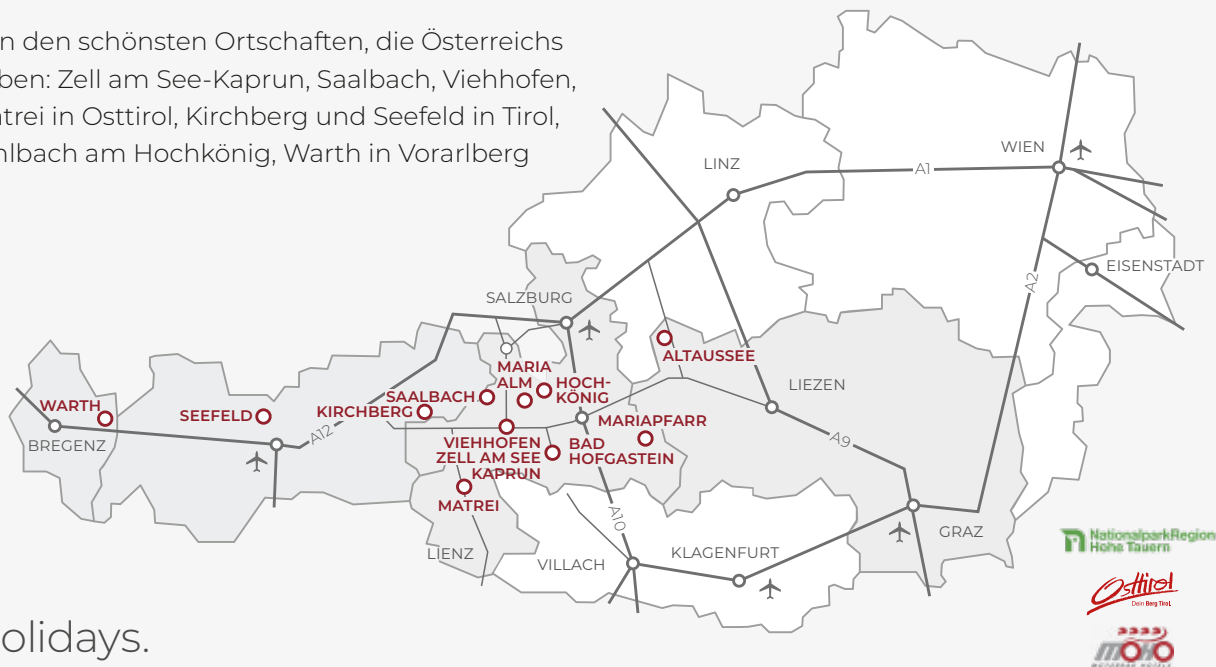 n den schönsten Ortschaften, die Österreichs
ben: Zell am See-Kaprun, Saalbach, Viehhofen,
trei in Osttirol, Kirchberg und Seefeld in Tirol,
hlbach am Hochkönig, Warth in Vorarlberg
WIEN
LINZ
A1
EISENSTADT
A2
SALZBURG
ALTAUSSEE
MARIA
ALM
HOCH-
KÖNIG
LIEZEN
SAALBACH
KIRCHBERG
WARTH
SEEFELD
MARIAPFARR
BREGENZ
A12
A9
VIEHHOFEN
ZELL AM SEE
KAPRUN
BAD
HOFGASTEIN
MATREI
A10
GRAZ
LIENZ
VILLACH
KLAGENFURT
NationalparkRegion
Hohe Tauern
Osttirol
Dein Berg Tirol.
olidays.
MOHO